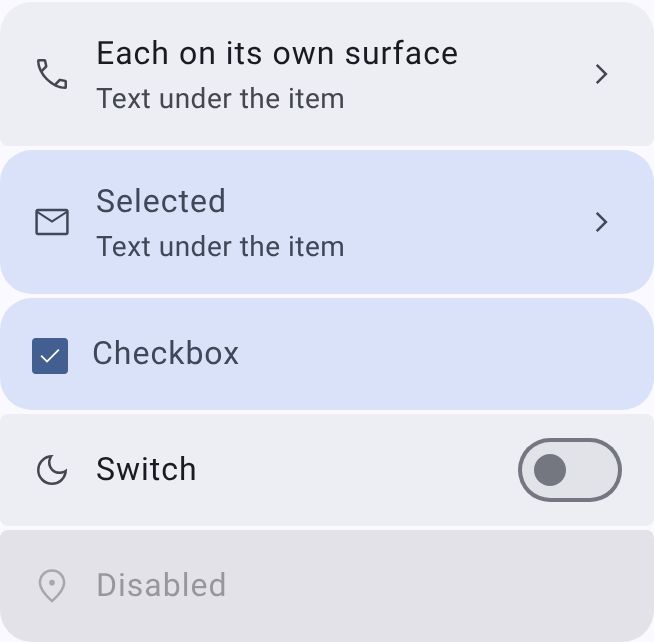 Each on its own surface
Text under the item
Selected
Text under the item
Checkbox
Switch
Disabled